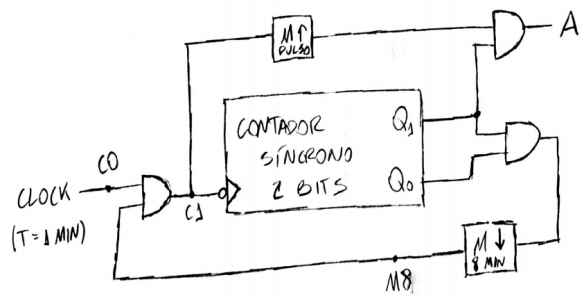 M↑
PULSO
A
CONTADOR
SÍNCRONO
2 BITS
Q1
Q0
CLOCK
(T = 1 MIN)
C0
C1
M↓
8 MIN
M8